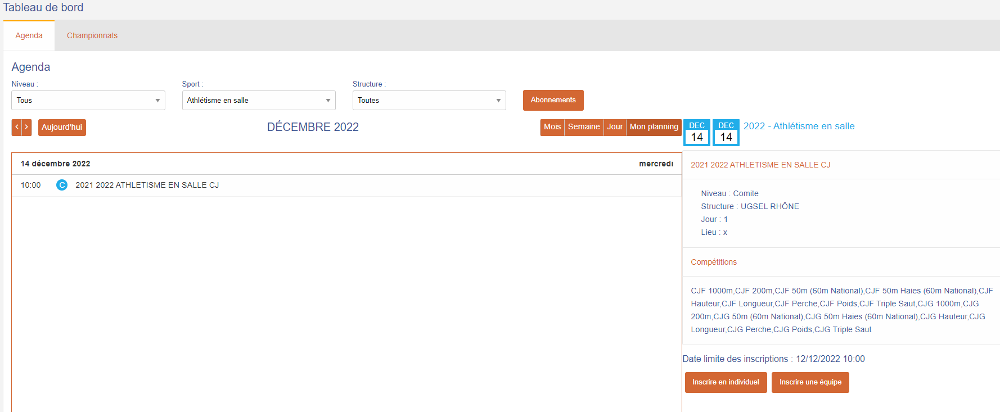 Tableau de bord
Agenda
Championnats
Agenda
Niveau :
Sport :
Structure :
Tous
Athlétisme en salle
Toutes
Abonnements
< >
Aujourd'hui
DÉCEMBRE 2022
Mois
Semaine
Jour
Mon planning
14 décembre 2022
mercredi
10:00
C
2021 2022 ATHLETISME EN SALLE CJ
DEC
14
DEC
14
2022 - Athlétisme en salle
2021 2022 ATHLETISME EN SALLE CJ
Niveau : Comite
Structure : UGSEL RHÔNE
Jour : 1
Lieu : x
Compétitions
CJF 1000m,CJF 200m,CJF 50m (60m National),CJF 50m Haies (60m National),CJF
Hauteur,CJF Longueur,CJF Perche,CJF Poids,CJF Triple Saut,CJG 1000m,CJG
200m,CJG 50m (60m National),CJG 50m Haies (60m National),CJG Hauteur,CJG
Longueur,CJG Perche,CJG Poids,CJG Triple Saut
Date limite des inscriptions : 12/12/2022 10:00
Inscrire en individuel
Inscrire une équipe